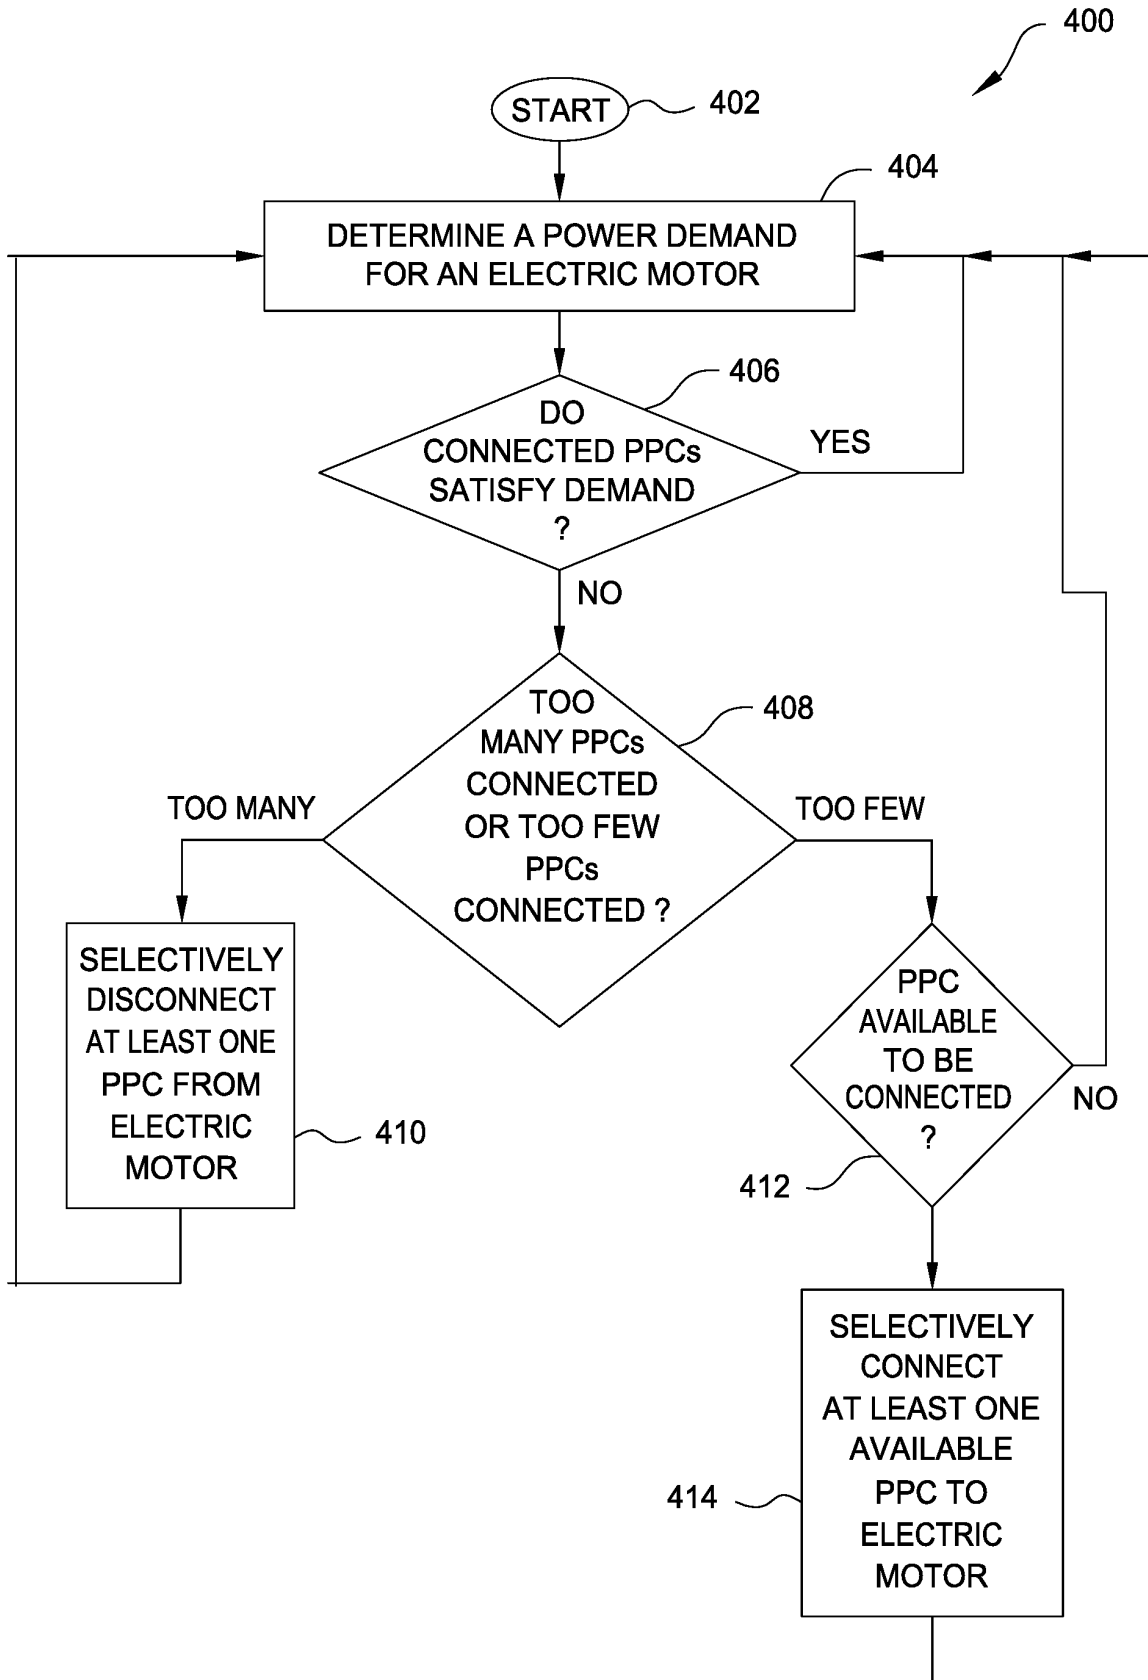 400
START
402
404
DETERMINE A POWER DEMAND
FOR AN ELECTRIC MOTOR
406
DO
CONNECTED PPCs
SATISFY DEMAND
?
YES
NO
408
TOO
MANY PPCs
CONNECTED
OR TOO FEW
PPCs
CONNECTED ?
TOO MANY
TOO FEW
SELECTIVELY
DISCONNECT
AT LEAST ONE
PPC FROM
ELECTRIC
MOTOR
410
PPC
AVAILABLE
TO BE
CONNECTED
?
NO
412
SELECTIVELY
CONNECT
AT LEAST ONE
AVAILABLE
PPC TO
ELECTRIC
MOTOR
414